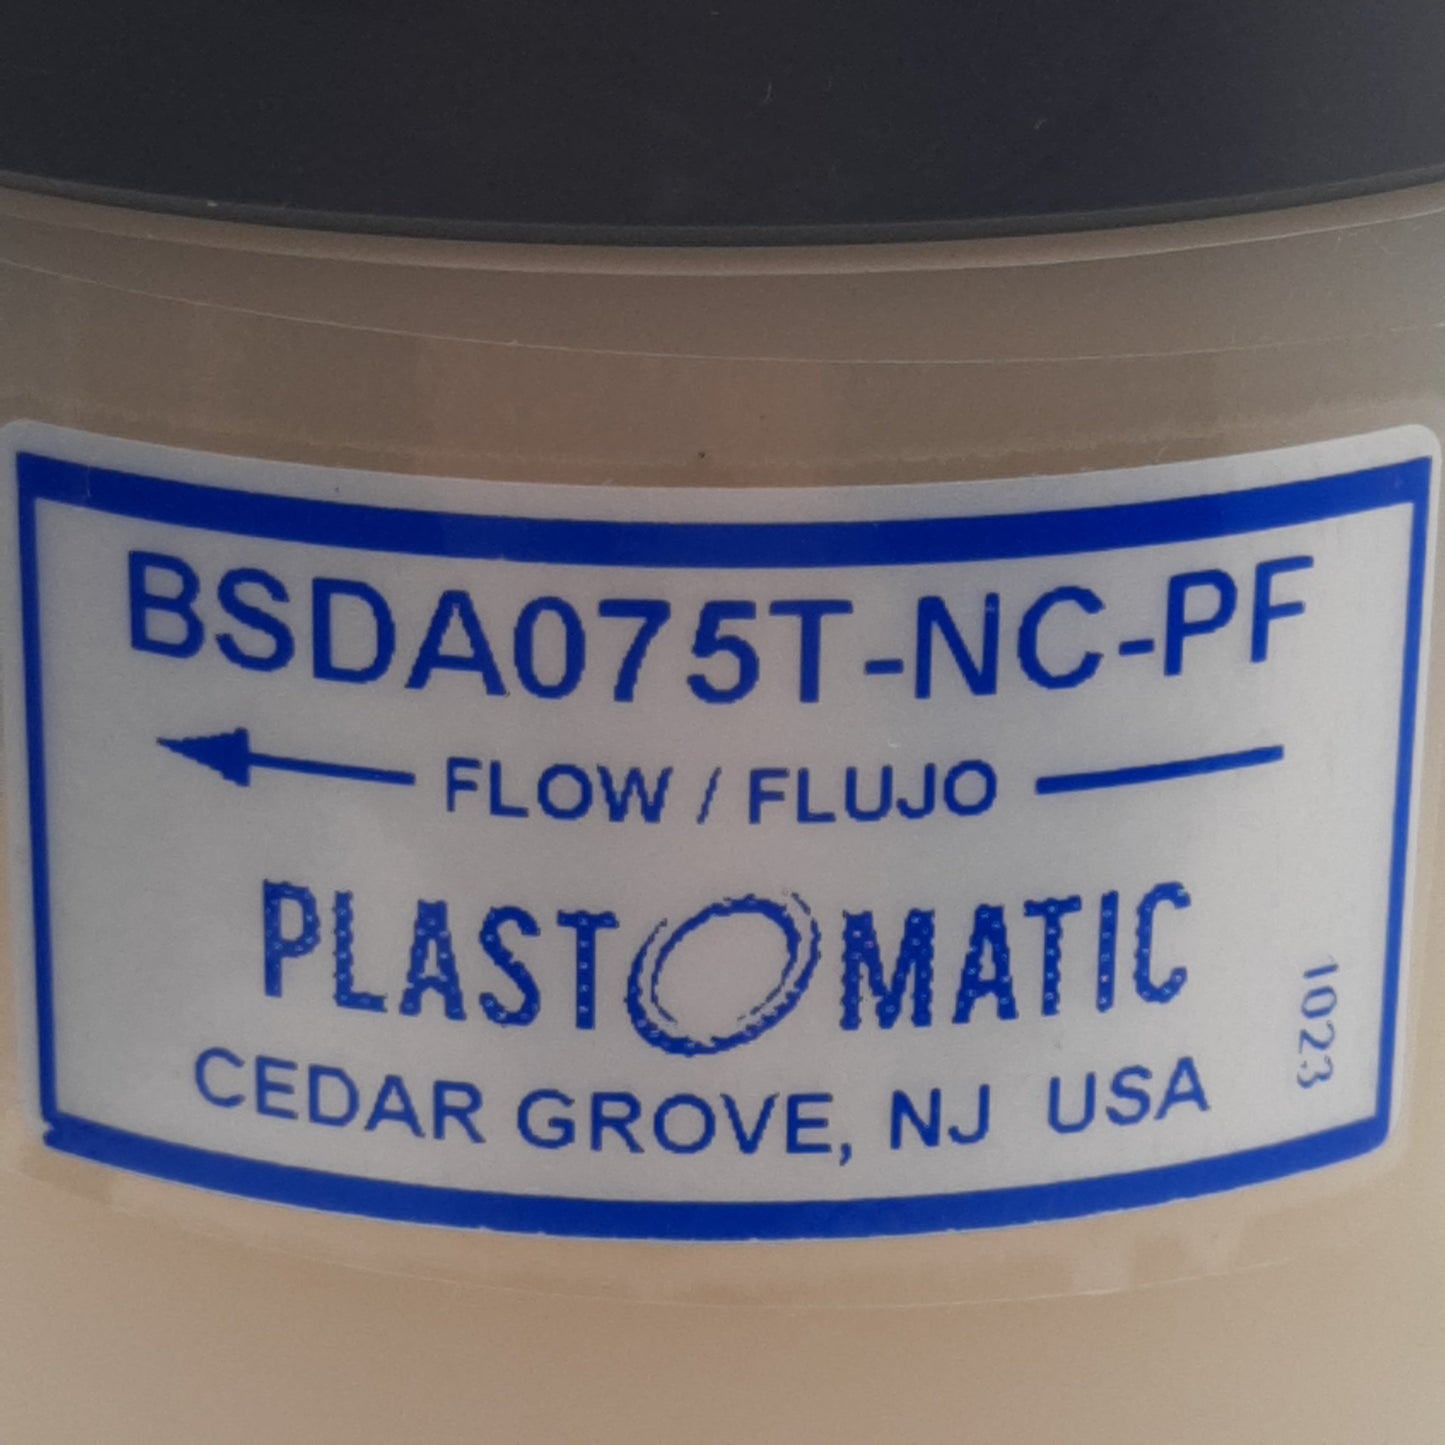 BSDA075T-NC-PF
FLOW / FLUJO
PLASTOMATIC
CEDAR GROVE, NJ USA
1023